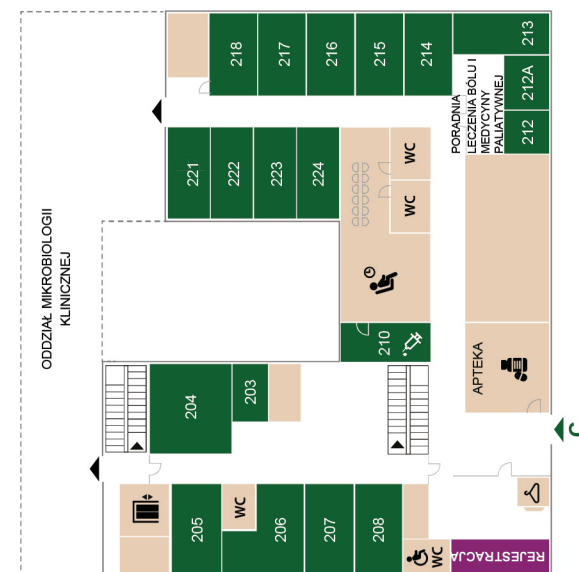 218
217
216
215
214
213
212A
212
PORADNIA
LECZENIA BÓLU I
MEDYCYNY
PALIATYWNEJ
221
222
223
224
WC
WC
ODDZIAŁ MIKROBIOLOGII
KLINICZNEJ
210
APTEKA
204
203
205
WC
206
207
208
WC
REJESTRACJA